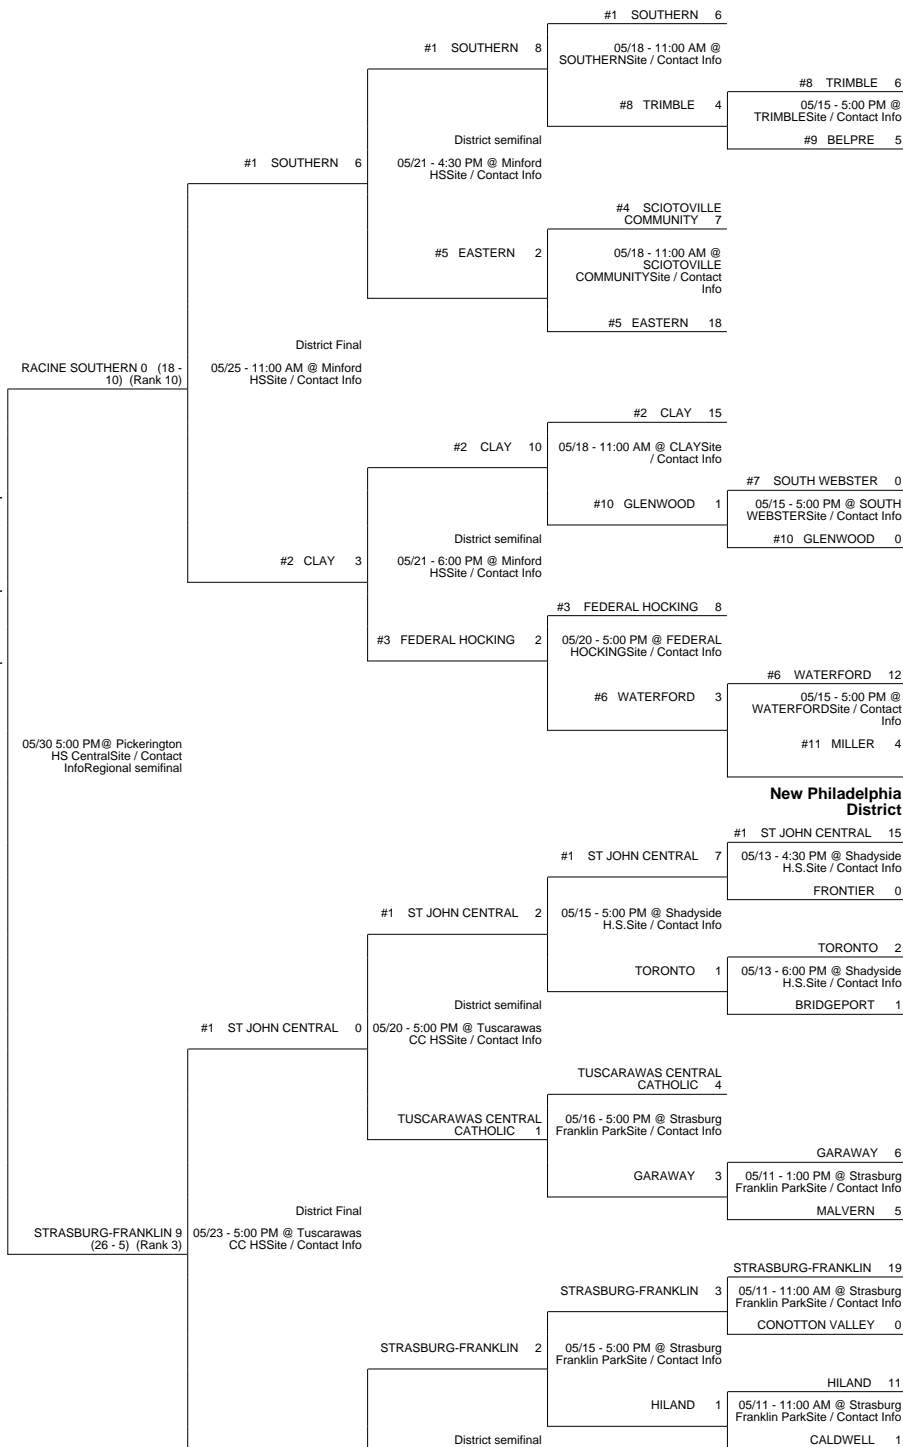 #1 SOUTHERN 6
#1 SOUTHERN 8
05/18 - 11:00 AM @
SOUTHERNSite / Contact Info
#8 TRIMBLE 6
#8 TRIMBLE 4
05/15 - 5:00 PM @
TRIMBLESite / Contact Info
District semifinal
#9 BELPRE 5
#1 SOUTHERN 6
05/21 - 4:30 PM @ Minford
HSSite / Contact Info
#4 SCIOTOVILLE
COMMUNITY 7
#5 EASTERN 2
05/18 - 11:00 AM @
SCIOTOVILLE
COMMUNITYSite / Contact
Info
#5 EASTERN 18
District Final
RACINE SOUTHERN 0 (18 -
10) (Rank 10)
05/25 - 11:00 AM @ Minford
HSSite / Contact Info
#2 CLAY 15
#2 CLAY 10
05/18 - 11:00 AM @ CLAYSite
/ Contact Info
#7 SOUTH WEBSTER 0
#10 GLENWOOD 1
05/15 - 5:00 PM @ SOUTH
WEBSTERSite / Contact Info
District semifinal
#10 GLENWOOD 0
#2 CLAY 3
05/21 - 6:00 PM @ Minford
HSSite / Contact Info
#3 FEDERAL HOCKING 8
#3 FEDERAL HOCKING 2
05/20 - 5:00 PM @ FEDERAL
HOCKINGSite / Contact Info
#6 WATERFORD 12
#6 WATERFORD 3
05/15 - 5:00 PM @
WATERFORDSite / Contact
Info
05/30 5:00 PM@ Pickerington
HS CentralSite / Contact
InfoRegional semifinal
#11 MILLER 4
New Philadelphia
District
#1 ST JOHN CENTRAL 15
#1 ST JOHN CENTRAL 7
05/13 - 4:30 PM @ Shadyside
H.S.Site / Contact Info
FRONTIER 0
#1 ST JOHN CENTRAL 2
05/15 - 5:00 PM @ Shadyside
H.S.Site / Contact Info
TORONTO 2
TORONTO 1
05/13 - 6:00 PM @ Shadyside
H.S.Site / Contact Info
District semifinal
BRIDGEPORT 1
#1 ST JOHN CENTRAL 0
05/20 - 5:00 PM @ Tuscarawas
CC HSSite / Contact Info
TUSCARAWAS CENTRAL
CATHOLIC 4
TUSCARAWAS CENTRAL
CATHOLIC 1
05/16 - 5:00 PM @ Strasburg
Franklin ParkSite / Contact Info
GARAWAY 6
GARAWAY 3
05/11 - 1:00 PM @ Strasburg
Franklin ParkSite / Contact Info
District Final
MALVERN 5
STRASBURG-FRANKLIN 9
(26 - 5) (Rank 3)
05/23 - 5:00 PM @ Tuscarawas
CC HSSite / Contact Info
STRASBURG-FRANKLIN 19
STRASBURG-FRANKLIN 3
05/11 - 11:00 AM @ Strasburg
Franklin ParkSite / Contact Info
CONOTTON VALLEY 0
STRASBURG-FRANKLIN 2
05/15 - 5:00 PM @ Strasburg
Franklin ParkSite / Contact Info
HILAND 11
HILAND 1
05/11 - 11:00 AM @ Strasburg
Franklin ParkSite / Contact Info
District semifinal
CALDWELL 1